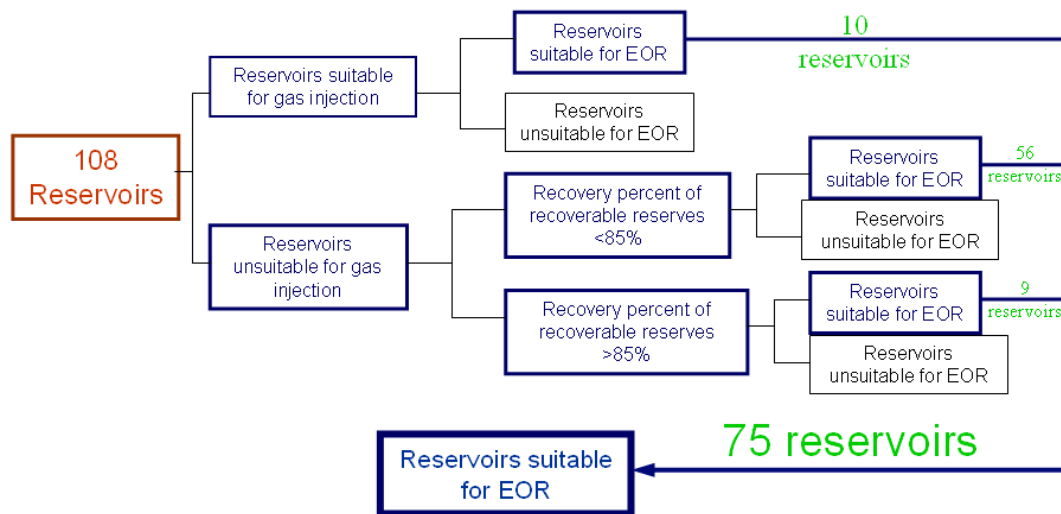 Reservoirs
suitable for EOR
10
reservoirs
Reservoirs suitable
for gas injection
Reservoirs
unsuitable for EOR
108
Reservoirs
Reservoirs
suitable for EOR
56
reservoirs
Recovery percent of
recoverable reserves
<85%
Reservoirs
unsuitable for EOR
Reservoirs
unsuitable for gas
injection
Reservoirs
suitable for EOR
9
reservoirs
Recovery percent of
recoverable reserves
>85%
Reservoirs
unsuitable for EOR
75 reservoirs
Reservoirs suitable
for EOR